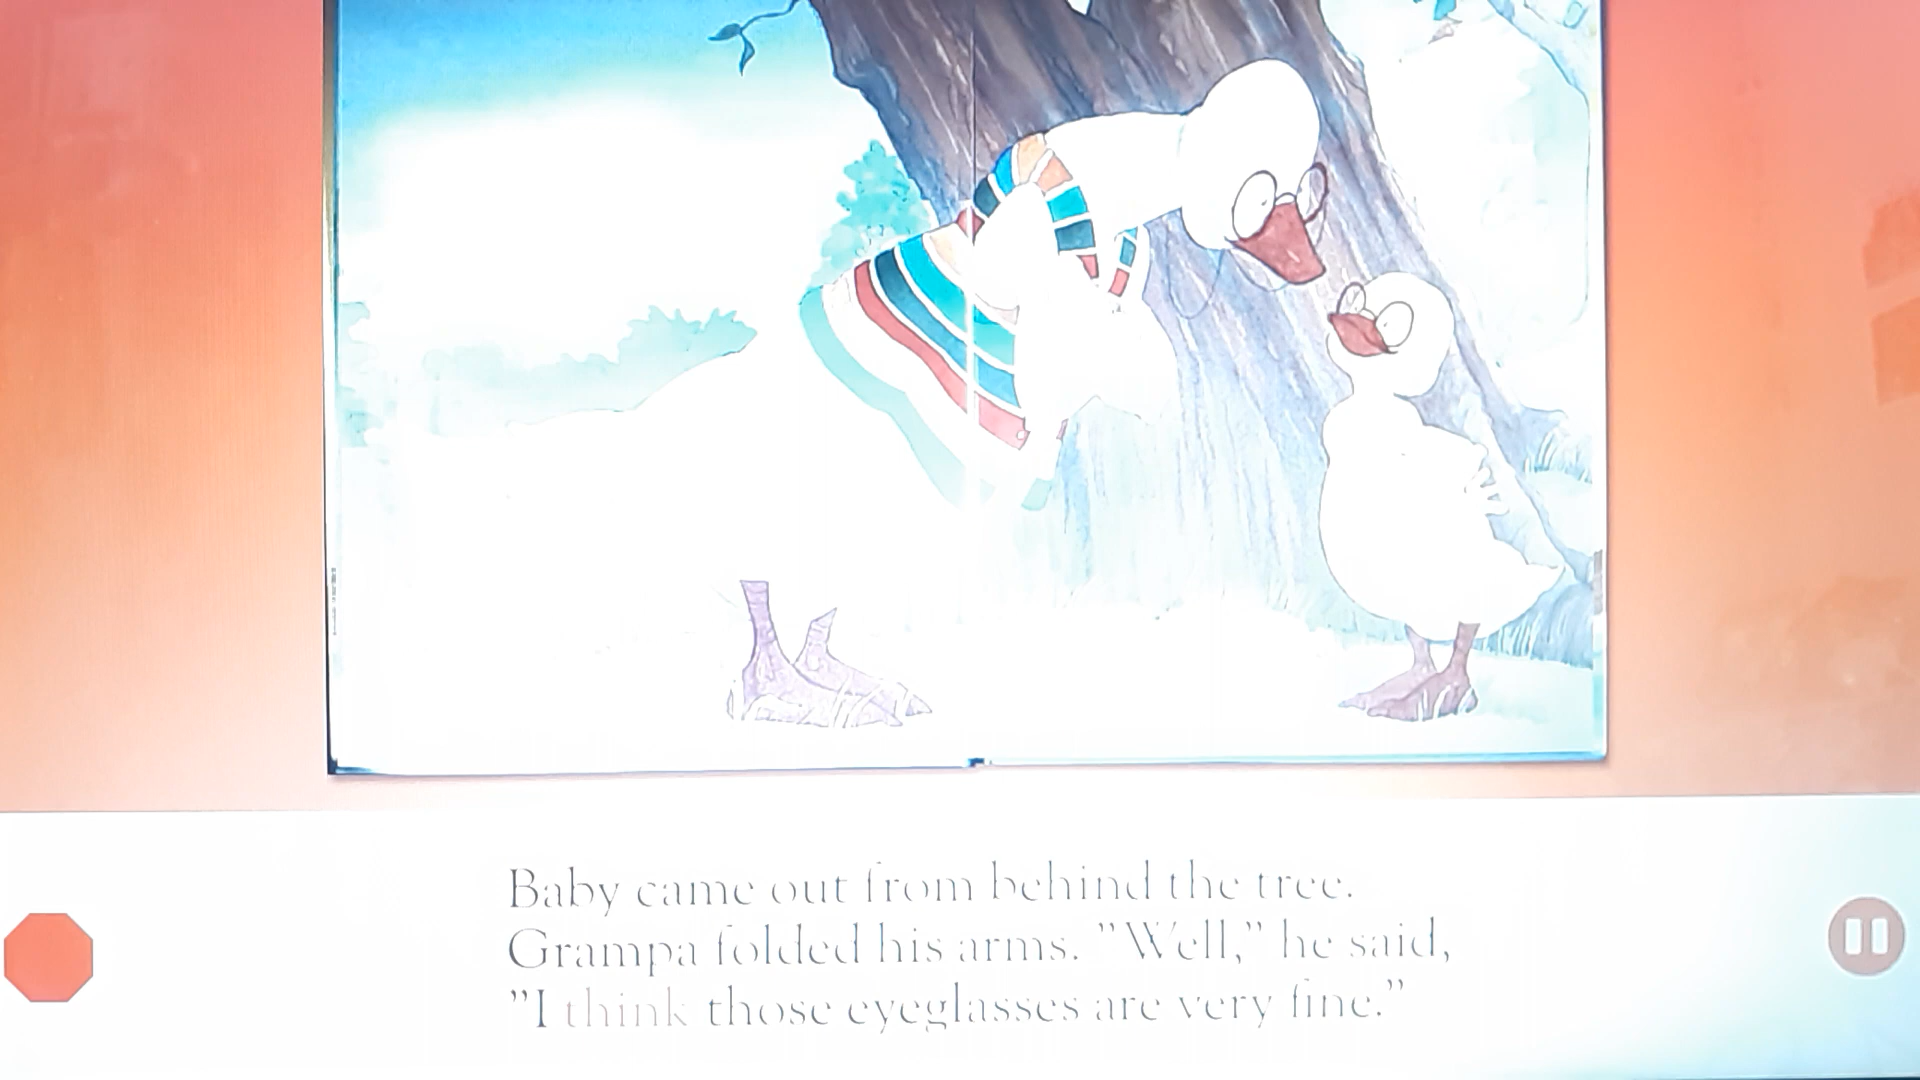 Baby came out from behind the tree.
Grampa folded his arms. "Well," he said,
"I think those eyeglasses are very fine."